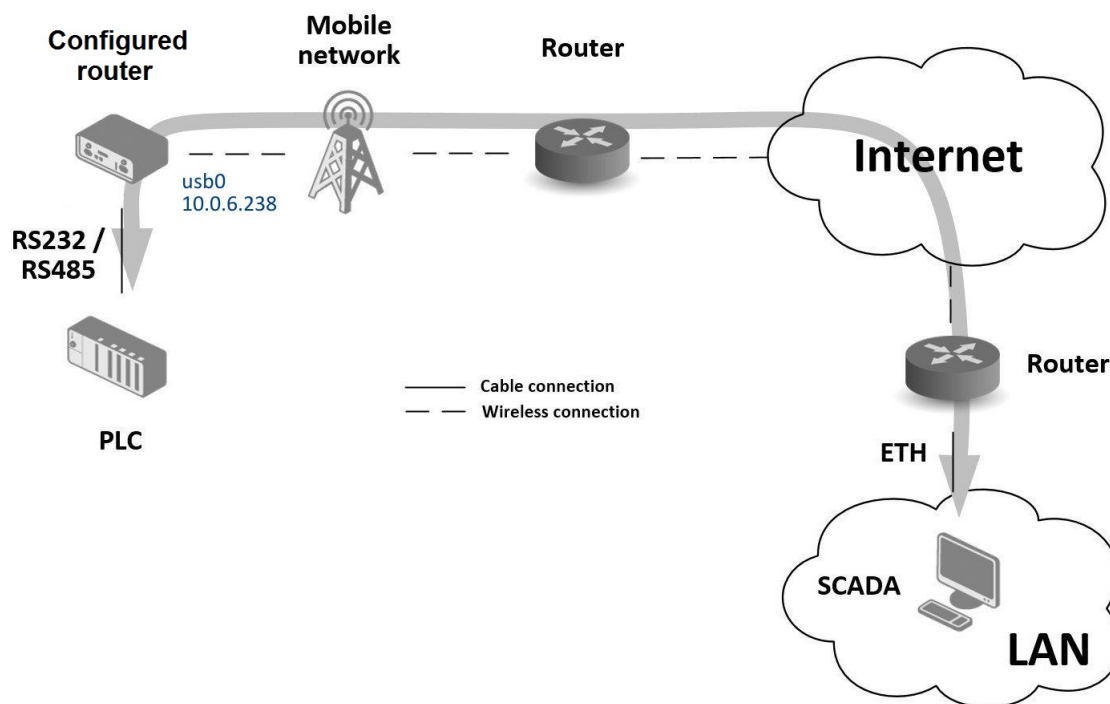 Configured
router
Mobile
network
Router
Internet
usb0
10.0.6.238
RS232 /
RS485
Router
Cable connection
Wireless connection
PLC
ETH
SCADA
LAN